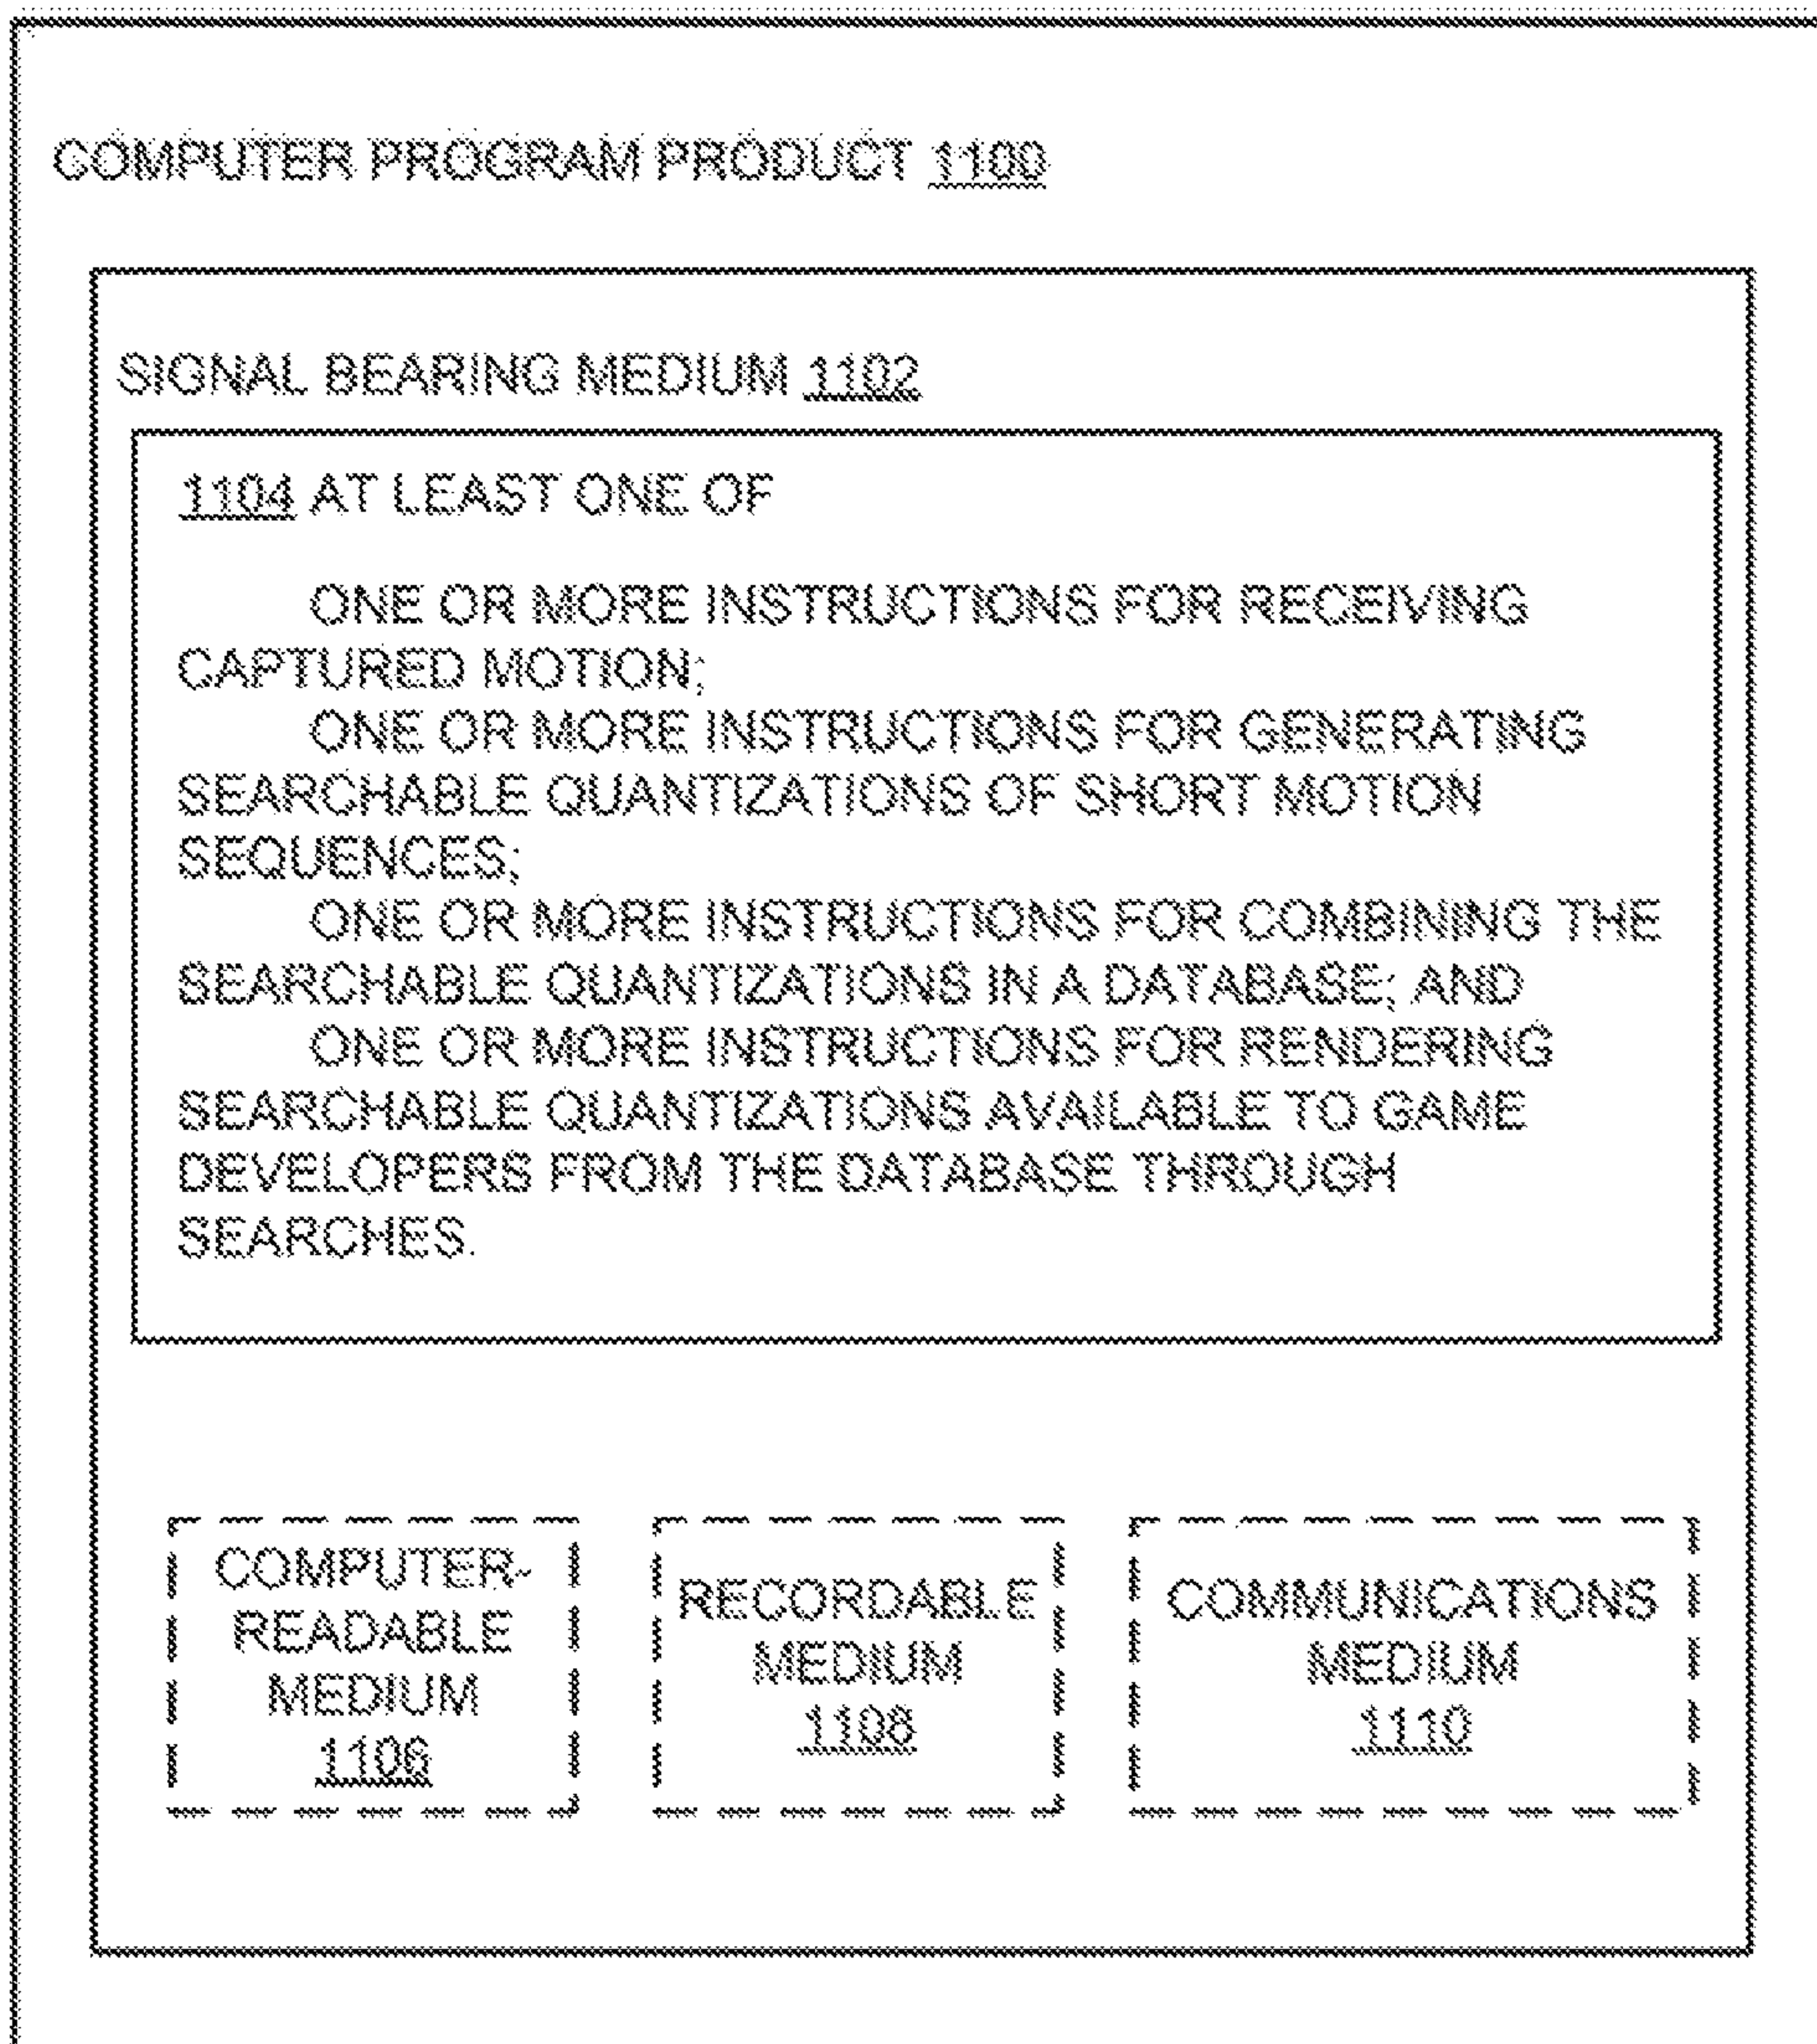 COMPUTER PROGRAM PRODUCT 1100
SIGNAL BEARING MEDIUM 1102
1104 AT LEAST ONE OF
ONE OR MORE INSTRUCTIONS FOR RECEIVING
CAPTURED MOTION;
ONE OR MORE INSTRUCTIONS FOR GENERATING
SEARCHABLE QUANTIZATIONS OF SHORT MOTION
SEQUENCES;
ONE OR MORE INSTRUCTIONS FOR COMBINING THE
SEARCHABLE QUANTIZATIONS IN A DATABASE; AND
ONE OR MORE INSTRUCTIONS FOR RENDERING
SEARCHABLE QUANTIZATIONS AVAILABLE TO GAME
DEVELOPERS FROM THE DATABASE THROUGH
SEARCHES.
COMPUTER-
READABLE
MEDIUM
1106
RECORDABLE
MEDIUM
1108
COMMUNICATIONS
MEDIUM
1110